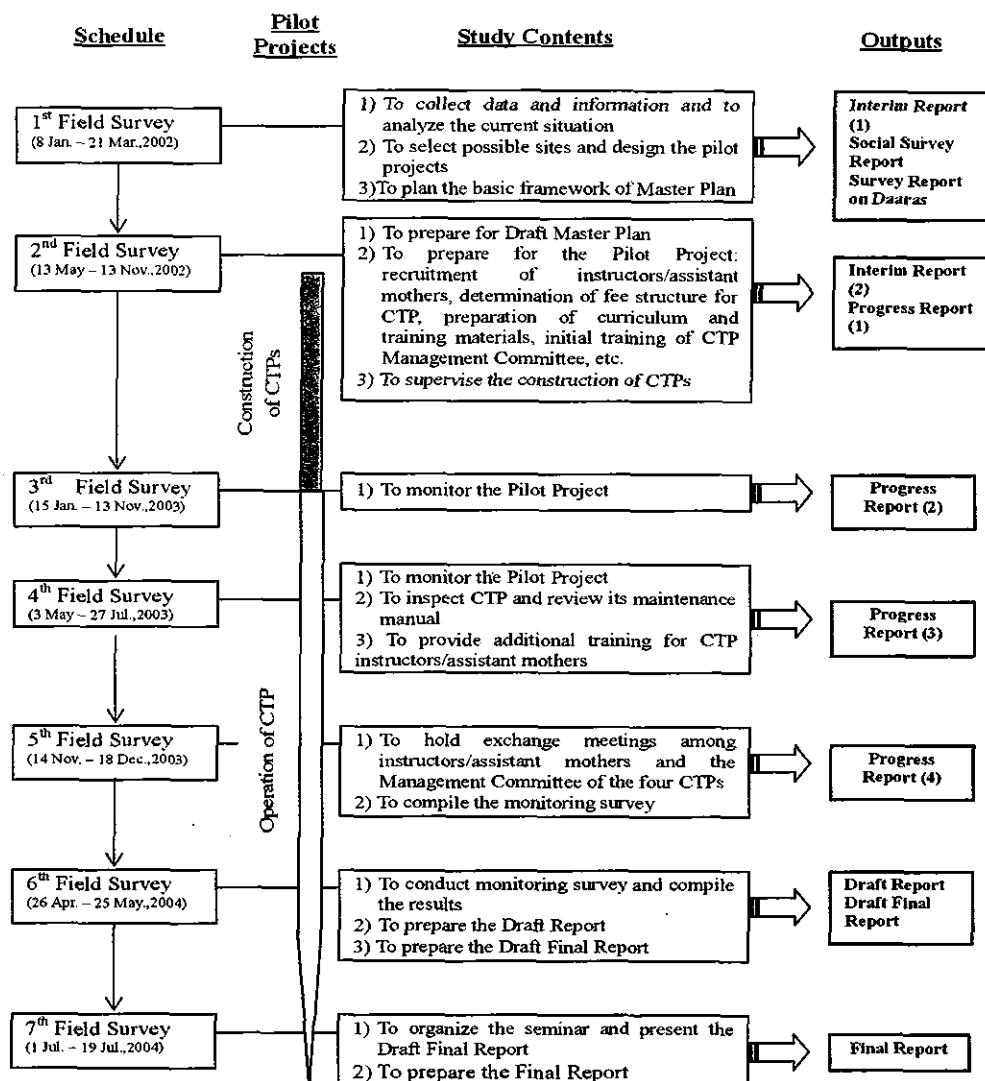 Schedule
Pilot
Projects
Study Contents
Outputs
1st Field Survey
(8 Jan. – 21 Mar.,2002)
1) To collect data and information and to
analyze the current situation
2) To select possible sites and design the pilot
projects
3)To plan the basic framework of Master Plan
Interim Report
(1)
Social Survey
Report
Survey Report
on Daaras
2nd Field Survey
(13 May – 13 Nov.,2002)
1) To prepare for Draft Master Plan
2) To prepare for the Pilot Project:
recruitment of instructors/assistant
mothers, determination of fee structure for
CTP, preparation of curriculum and
training materials, initial training of CTP
Management Committee, etc.
3) To supervise the construction of CTPs
Interim Report
(2)
Progress Report
(1)
Construction
of CTPs
3rd Field Survey
(15 Jan. – 13 Nov.,2003)
1) To monitor the Pilot Project
Progress
Report (2)
4th Field Survey
(3 May – 27 Jul.,2003)
1) To monitor the Pilot Project
2) To inspect CTP and review its maintenance
manual
3) To provide additional training for CTP
instructors/assistant mothers
Progress
Report (3)
Operation of CTP
5th Field Survey
(14 Nov. – 18 Dec.,2003)
1) To hold exchange meetings among
instructors/assistant mothers and the
Management Committee of the four CTPs
2) To compile the monitoring survey
Progress
Report (4)
6th Field Survey
(26 Apr. – 25 May.,2004)
1) To conduct monitoring survey and compile
the results
2) To prepare the Draft Report
3) To prepare the Draft Final Report
Draft Report
Draft Final
Report
7th Field Survey
(1 Jul. – 19 Jul.,2004)
1) To organize the seminar and present the
Draft Final Report
2) To prepare the Final Report
Final Report